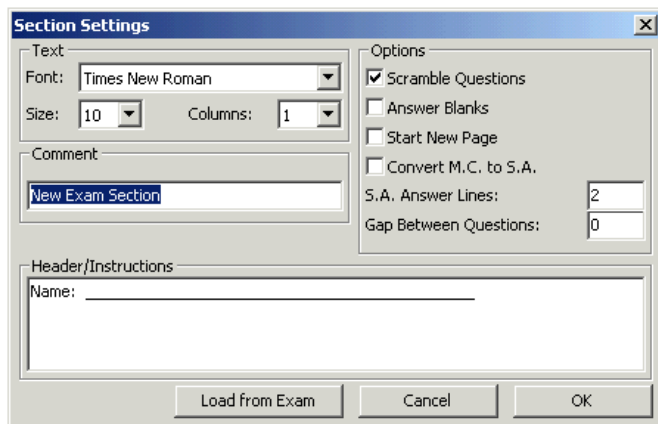 Section Settings
Text
Font: Times New Roman
Size: 10 Columns: 1
Comment
New Exam Section
Options
Scramble Questions
Answer Blanks
Start New Page
Convert M.C. to S.A.
S.A. Answer Lines: 2
Gap Between Questions: 0
Header/Instructions
Name: ______________________________________
Load from Exam Cancel OK